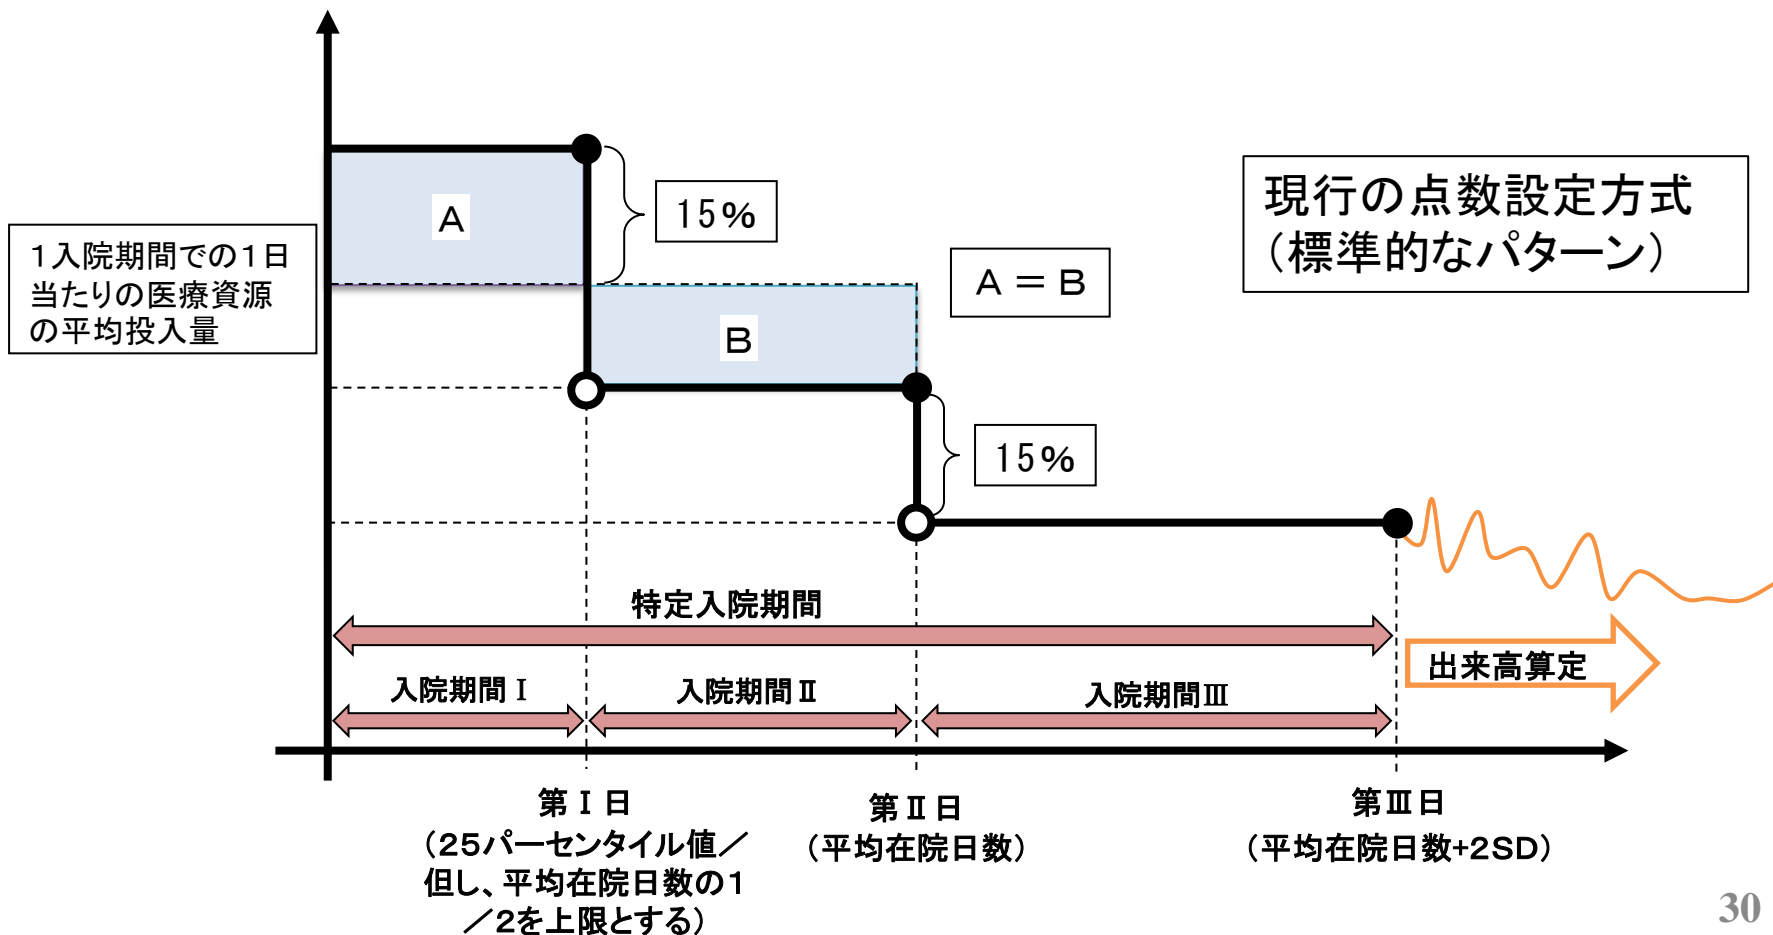 現行の点数設定方式
（標準的なパターン）
１入院期間での１日
当たりの医療資源
の平均投入量
A
15％
A ＝ B
B
15％
特定入院期間
入院期間Ⅰ
入院期間Ⅱ
入院期間Ⅲ
出来高算定
第Ⅰ日
（25パーセンタイル値／
但し、平均在院日数の１
／２を上限とする）
第Ⅱ日
（平均在院日数）
第Ⅲ日
（平均在院日数+2SD）
30